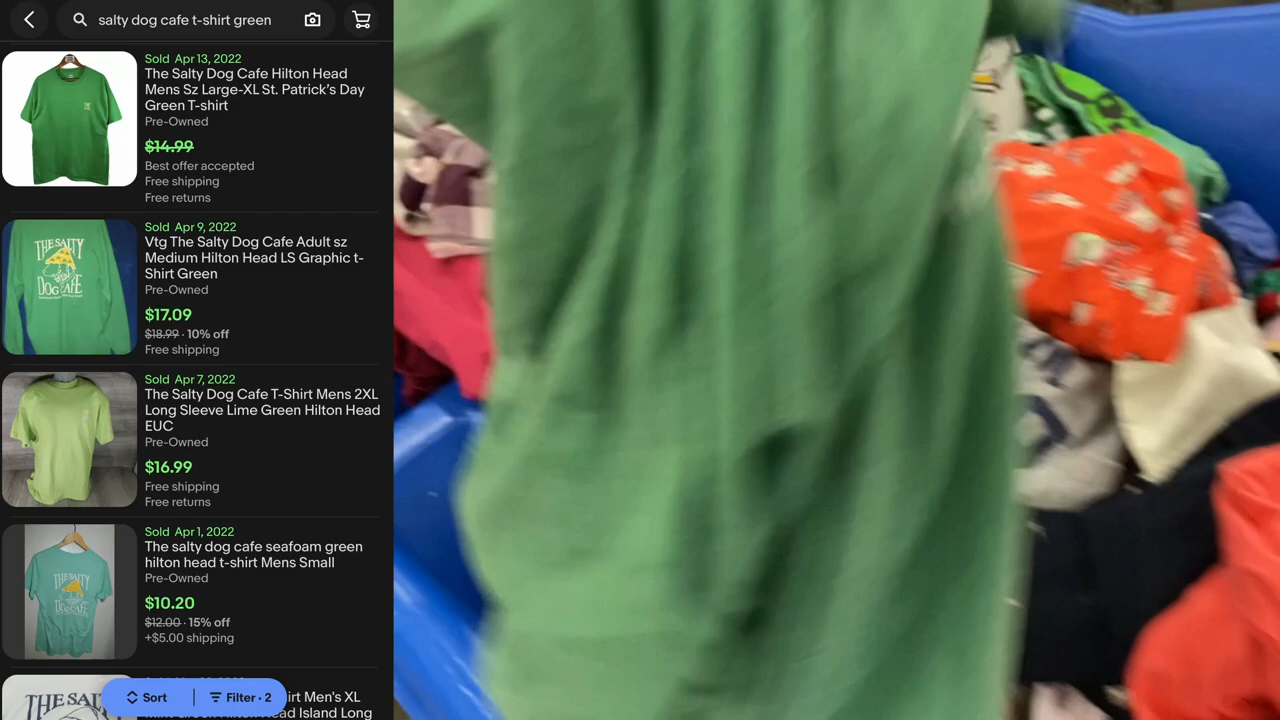 salty dog cafe t-shirt green
Sold Apr 13, 2022
The Salty Dog Cafe Hilton Head
Mens Sz Large-XL St. Patrick's Day
Green T-shirt
Pre-Owned
$14.99
Best offer accepted
Free shipping
Free returns
Sold Apr 9, 2022
Vtg The Salty Dog Cafe Adult sz
Medium Hilton Head LS Graphic t-
Shirt Green
Pre-Owned
$17.09
$18.99 · 10% off
Free shipping
THE SALTY
DOG CAFE
Sold Apr 7, 2022
The Salty Dog Cafe T-Shirt Mens 2XL
Long Sleeve Lime Green Hilton Head
EUC
Pre-Owned
$16.99
Free shipping
Free returns
Sold Apr 1, 2022
The salty dog cafe seafoam green
hilton head t-shirt Mens Small
Pre-Owned
$10.20
$12.00 · 15% off
+$5.00 shipping
THE SALTY
DOG CAFE
Sort
Filter · 2
irt Men's XL
ead Island Long
THE SAL